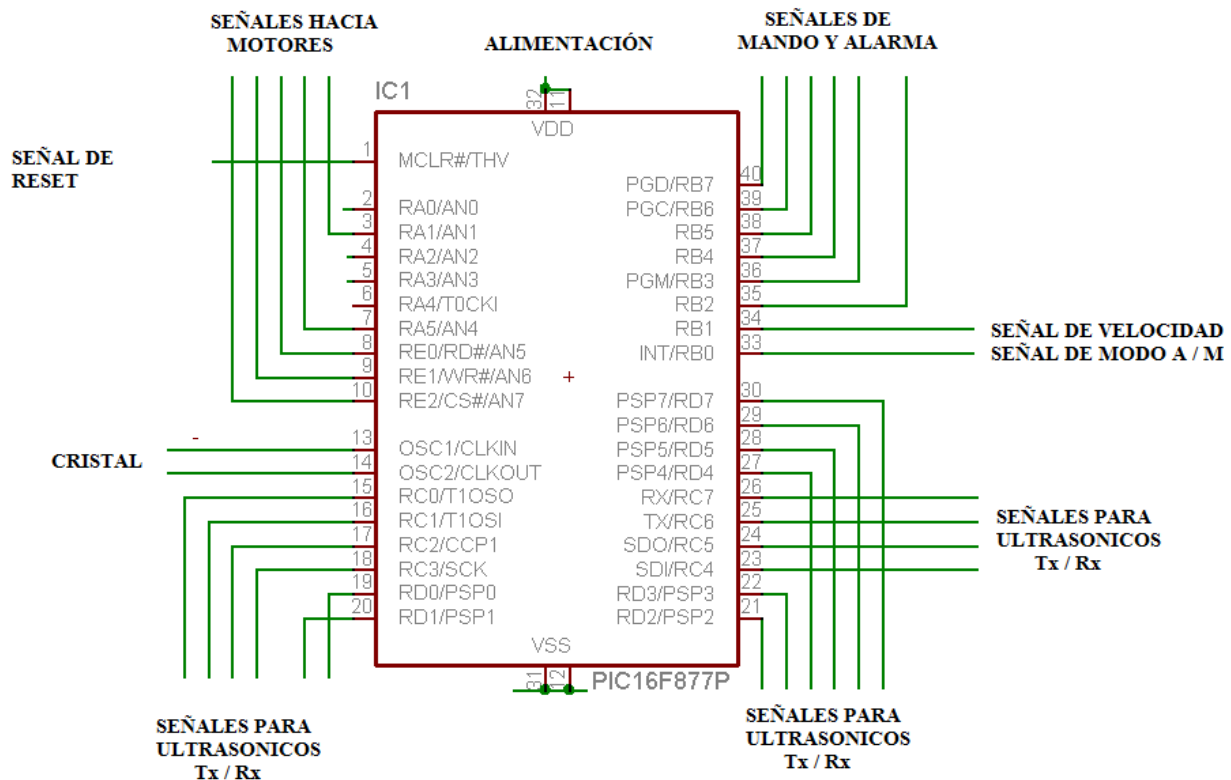 SEÑALES HACIA
MOTORES
ALIMENTACIÓN
SEÑALES DE
MANDO Y ALARMA
IC1
32
11
VDD
SEÑAL DE
RESET
1
MCLR#/THV
2
RA0/AN0
3
RA1/AN1
4
RA2/AN2
5
RA3/AN3
6
RA4/T0CKI
7
RA5/AN4
8
RE0/RD#/AN5
9
RE1/WR#/AN6
10
RE2/CS#/AN7
CRISTAL
13
OSC1/CLKIN
14
OSC2/CLKOUT
15
RC0/T1OSO
16
RC1/T1OSI
17
RC2/CCP1
18
RC3/SCK
19
RD0/PSP0
20
RD1/PSP1
PGD/RB7
40
PGC/RB6
39
RB5
38
RB4
37
PGM/RB3
36
RB2
35
RB1
34
INT/RB0
33
SEÑAL DE VELOCIDAD
SEÑAL DE MODO A / M
PSP7/RD7
30
PSP6/RD6
29
PSP5/RD5
28
PSP4/RD4
27
RX/RC7
26
TX/RC6
25
SDO/RC5
24
SDI/RC4
23
RD3/PSP3
22
RD2/PSP2
21
SEÑALES PARA
ULTRASONICOS
Tx / Rx
VSS
31
12
PIC16F877P
SEÑALES PARA
ULTRASONICOS
Tx / Rx
SEÑALES PARA
ULTRASONICOS
Tx / Rx